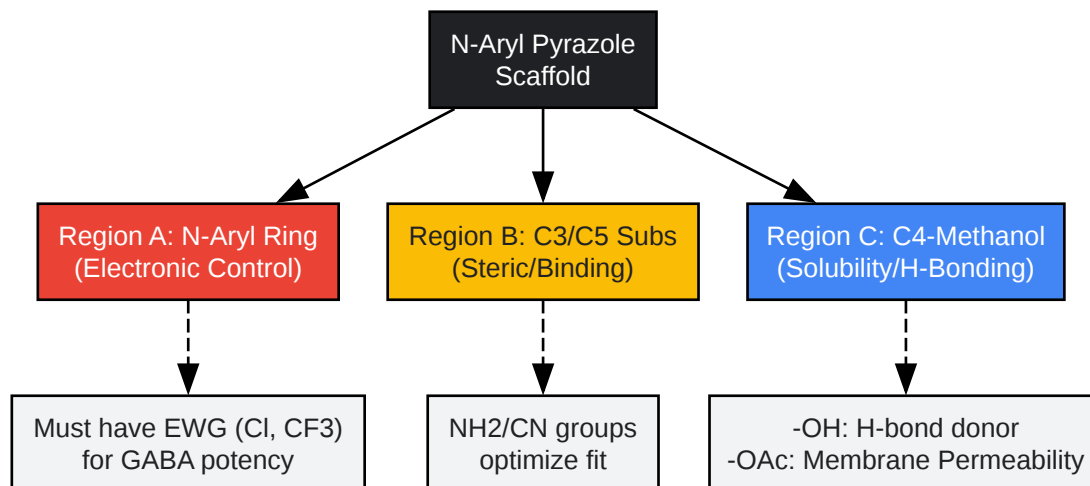 N-Aryl Pyrazole
Scaffold
Region A: N-Aryl Ring
(Electronic Control)
Region B: C3/C5 Subs
(Steric/Binding)
Region C: C4-Methanol
(Solubility/H-Bonding)
Must have EWG (Cl, CF3)
for GABA potency
NH2/CN groups
optimize fit
-OH: H-bond donor
-OAc: Membrane Permeability